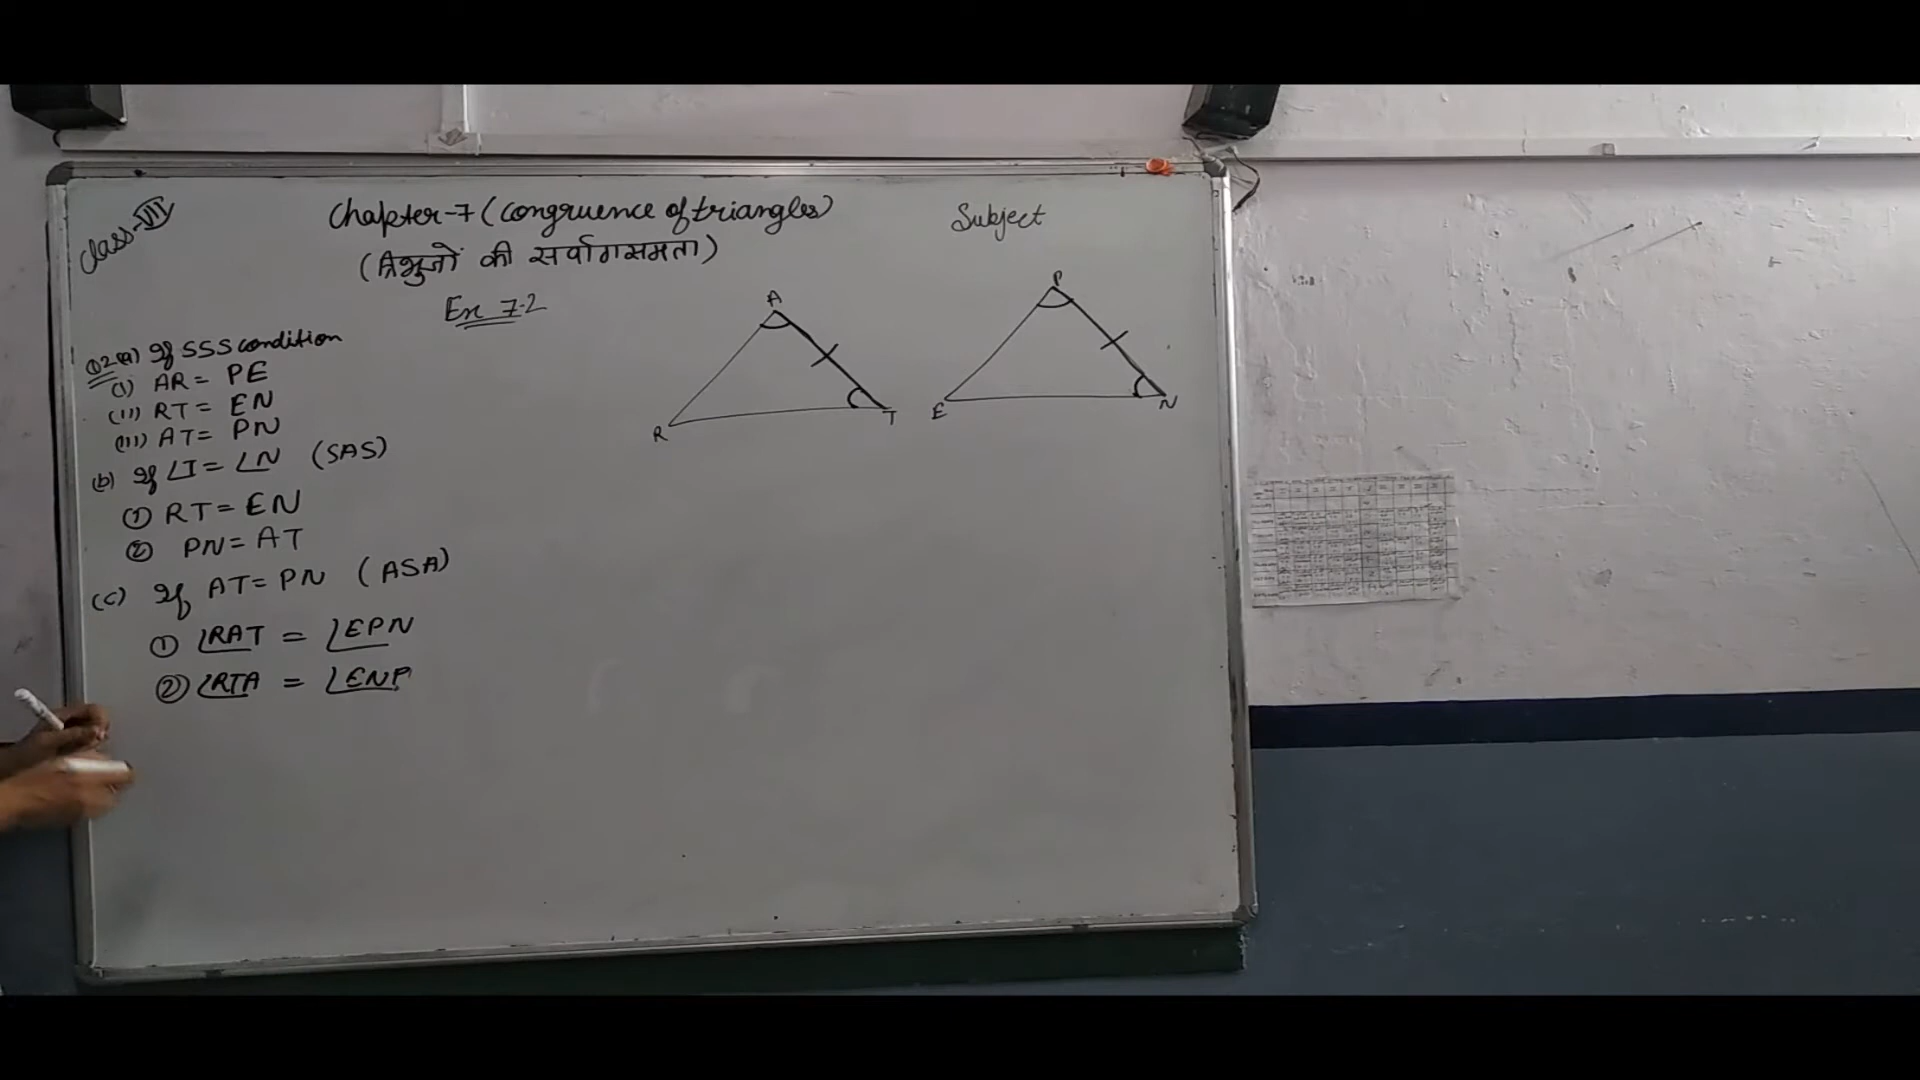 Class-VII
Chapter-7 (Congruence of triangles)
Subject
(त्रिभुजों की सर्वांगसमता)
Ex 7.2
Q2(a) If SSS condition
(i) AR = PE
(ii) RT = EN
(iii) AT = PN
(b) If ∠T = ∠N (SAS)
① RT = EN
② PN = AT
(c) If AT = PN (ASA)
① ∠RAT = ∠EPN
② ∠RTA = ∠ENP
A
R
T
P
E
N